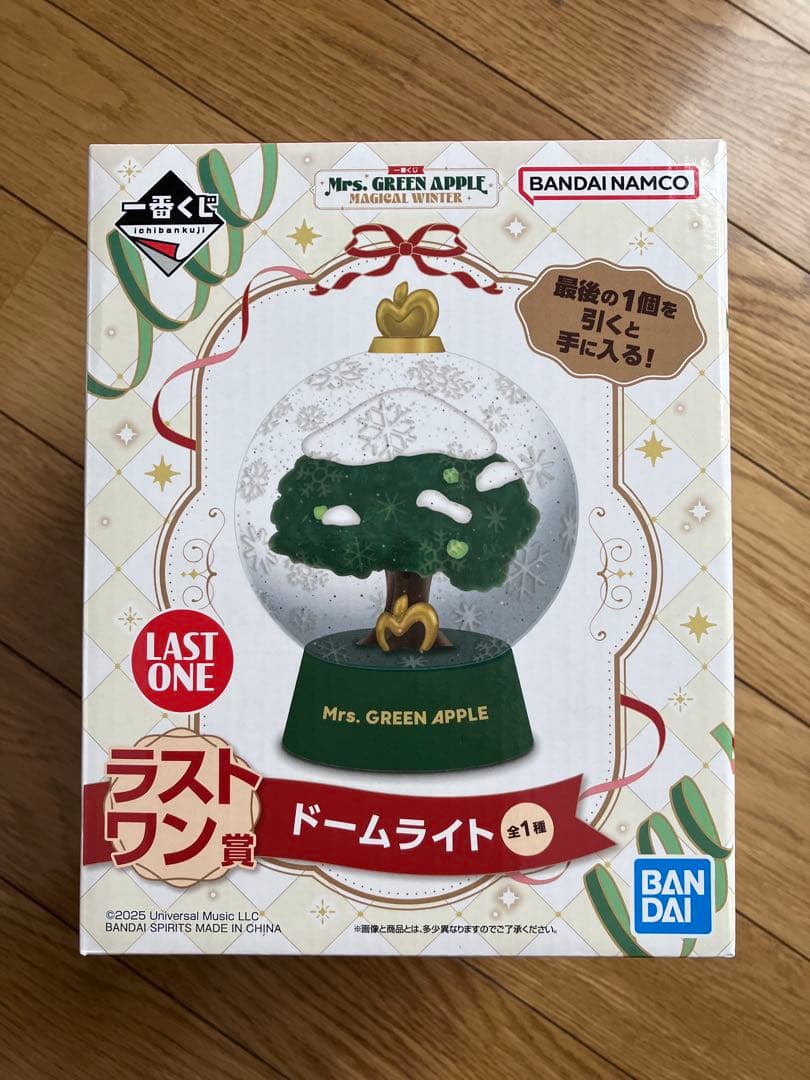 一番くじ
ichibankuji
一番くじ
Mrs. GREEN APPLE
MAGICAL WINTER
BANDAI NAMCO
最後の1個を
引くと
手に入る!
Mrs. GREEN APPLE
LAST
ONE
ラスト
ワン賞
ドームライト 全1種
©2025 Universal Music LLC
BANDAI SPIRITS MADE IN CHINA
※画像と商品とは、多少異なりますのでご了承ください。
BAN
DAI